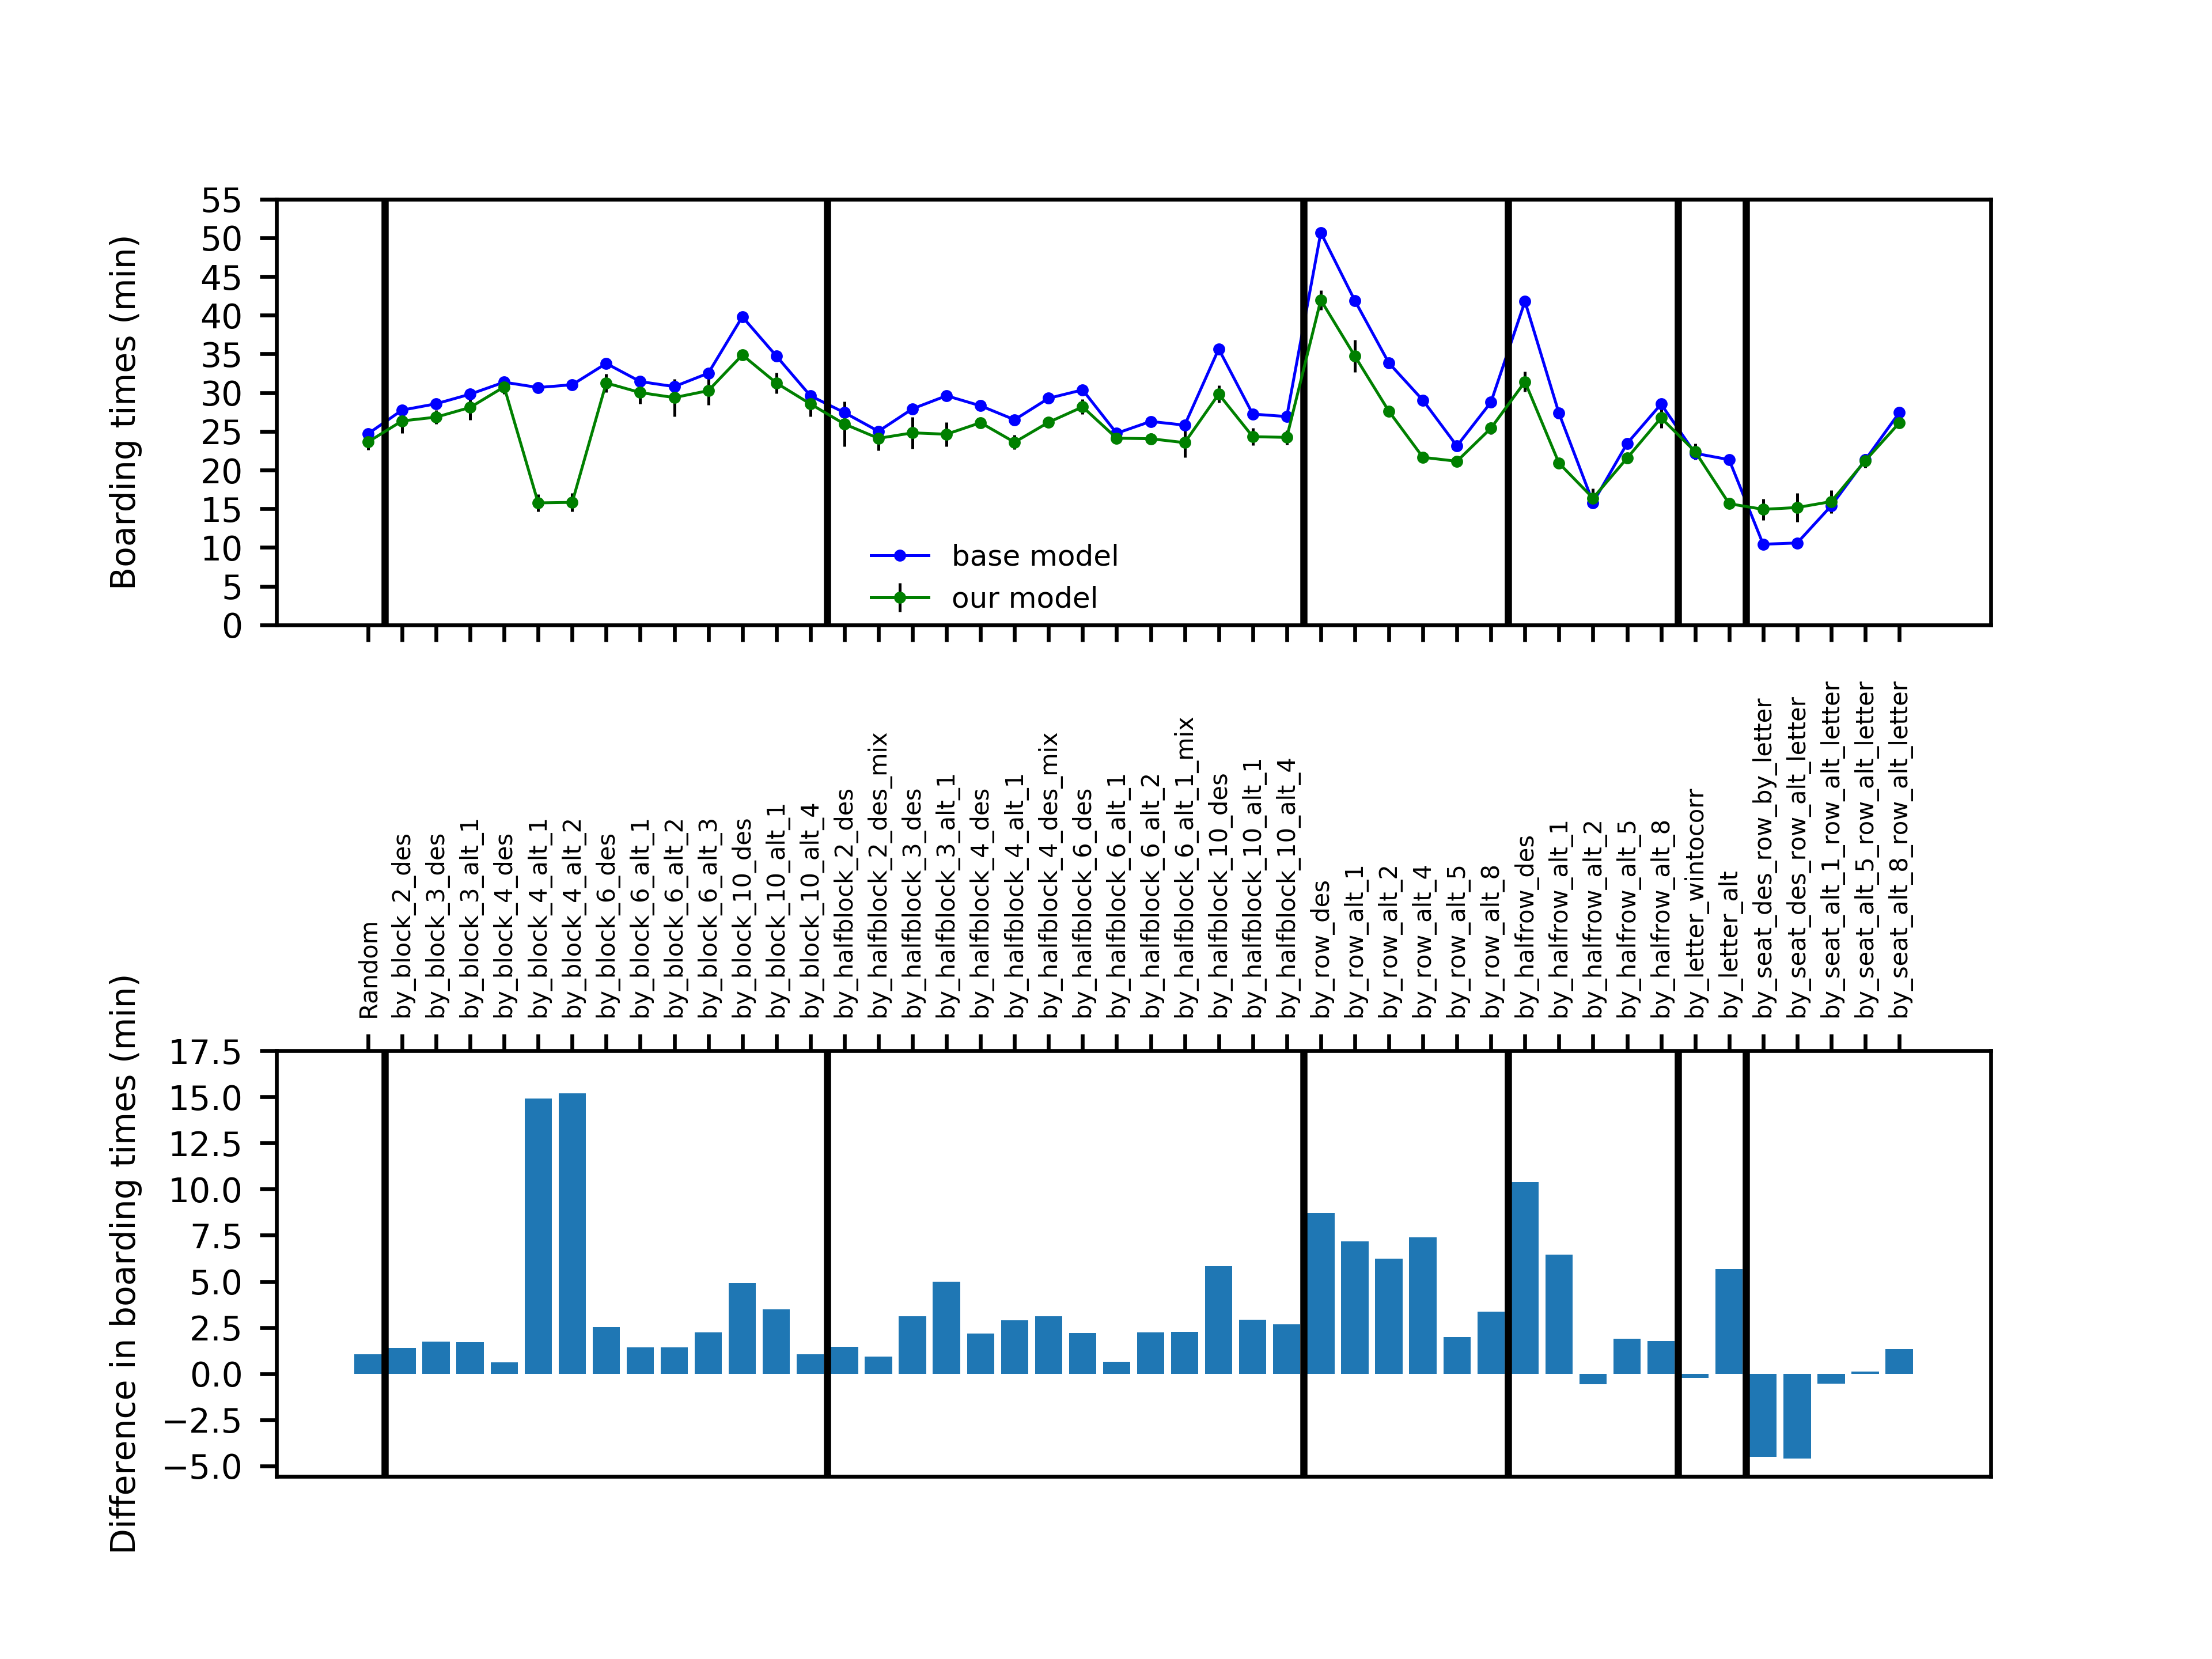 Boarding times (min)
55
50
45
40
35
30
25
20
15
10
5
0
base model
our model
Random
by_block_2_des
by_block_3_des
by_block_3_alt_1
by_block_4_des
by_block_4_alt_1
by_block_4_alt_2
by_block_6_des
by_block_6_alt_1
by_block_6_alt_2
by_block_6_alt_3
by_block_10_des
by_block_10_alt_1
by_block_10_alt_4
by_halfblock_2_des
by_halfblock_2_des_mix
by_halfblock_3_des
by_halfblock_3_alt_1
by_halfblock_4_des
by_halfblock_4_alt_1
by_halfblock_4_des_mix
by_halfblock_6_des
by_halfblock_6_alt_1
by_halfblock_6_alt_2
by_halfblock_6_alt_1_mix
by_halfblock_10_des
by_halfblock_10_alt_1
by_halfblock_10_alt_4
by_row_des
by_row_alt_1
by_row_alt_2
by_row_alt_4
by_row_alt_5
by_row_alt_8
by_halfrow_des
by_halfrow_alt_1
by_halfrow_alt_2
by_halfrow_alt_5
by_halfrow_alt_8
by_letter_wintocorr
by_letter_alt
by_seat_des_row_by_letter
by_seat_des_row_alt_letter
by_seat_alt_1_row_alt_letter
by_seat_alt_5_row_alt_letter
by_seat_alt_8_row_alt_letter
Difference in boarding times (min)
17.5
15.0
12.5
10.0
7.5
5.0
2.5
0.0
−2.5
−5.0